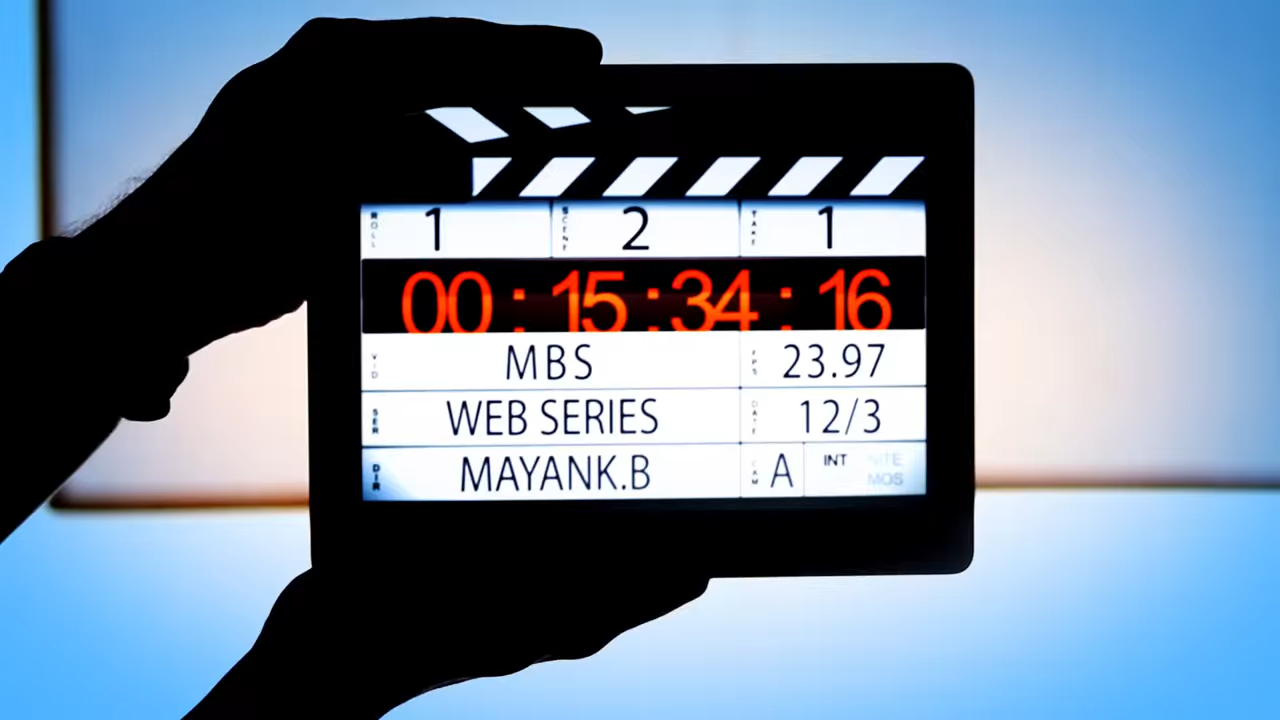 ROLL 1 SCENE 2 TAKE 1
00 : 15 : 34 : 16
VID MBS FPS 23.97
SER WEB SERIES DATE 12/3
DIR MAYANK.B CAM A INT NITE
MOS